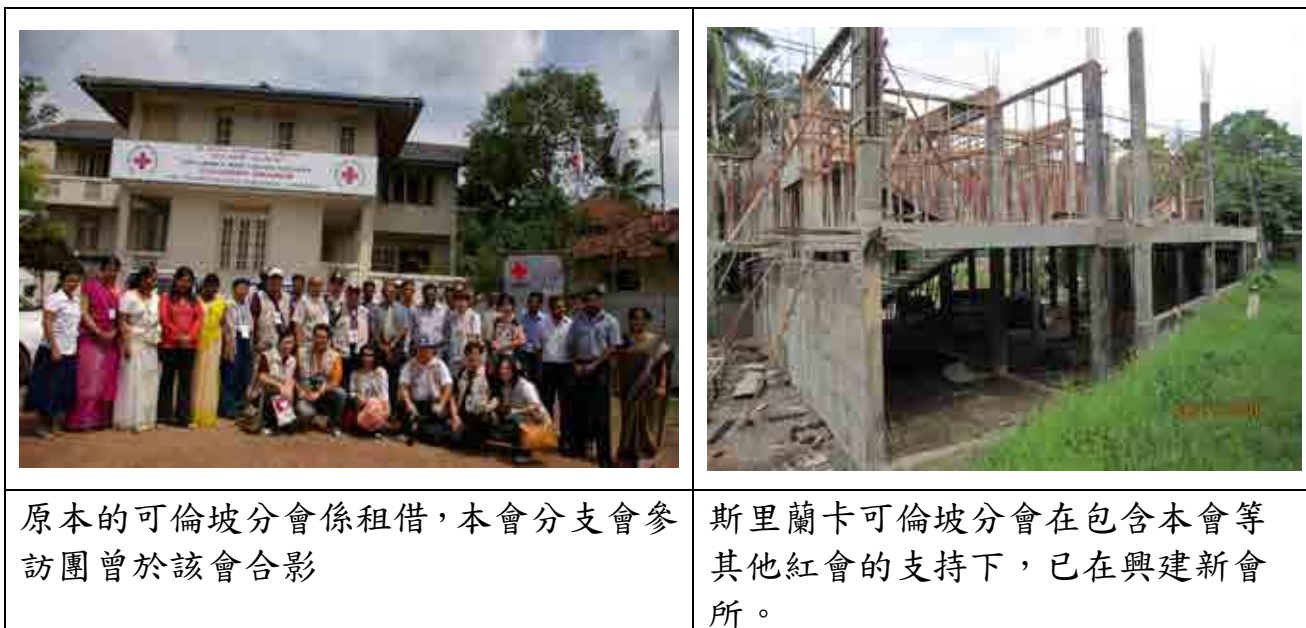 原本的可倫坡分會係租借，本會分支會參
訪團曾於該會合影
斯里蘭卡可倫坡分會在包含本會等
其他紅會的支持下，已在興建新會
所。